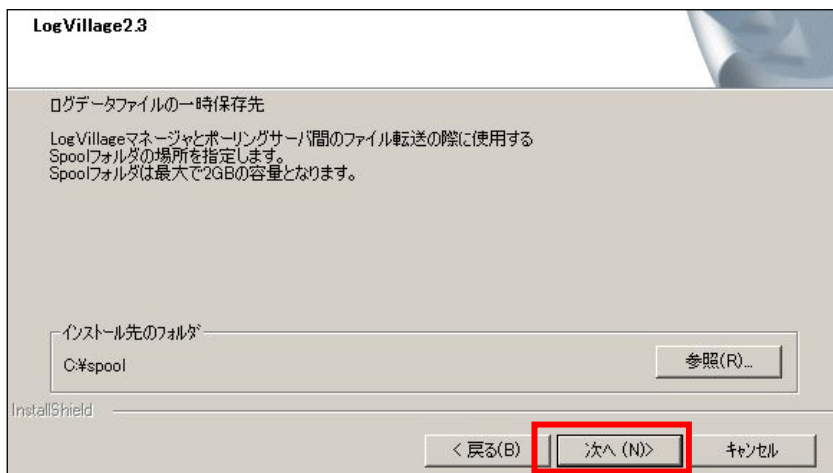 LogVillage2.3
ログデータファイルの一時保存先
LogVillageマネージャとポーリングサーバ間のファイル転送の際に使用する
Spoolフォルダの場所を指定します。
Spoolフォルダは最大で2GBの容量となります。
インストール先のフォルダ
C:¥spool
参照(R)...
InstallShield
< 戻る(B)
次へ (N)>
キャンセル